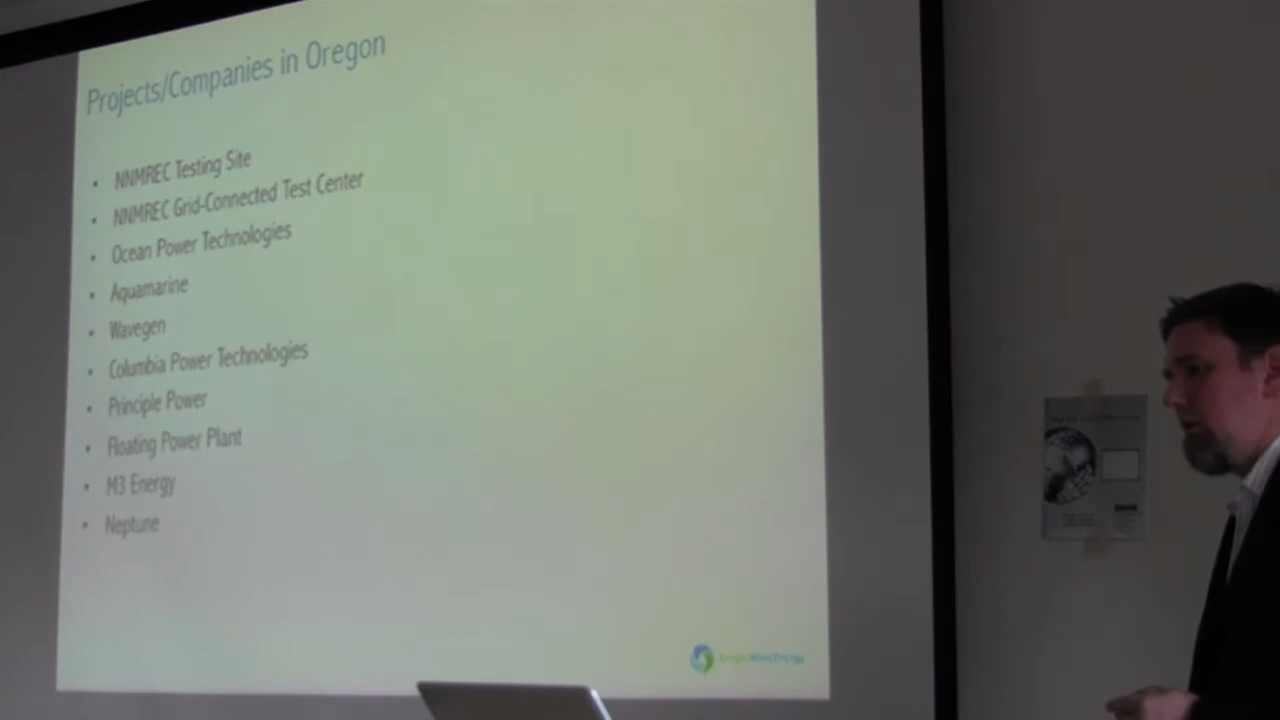 Projects/Companies in Oregon
• NNMREC Testing Site
• NNMREC Grid-Connected Test Center
• Ocean Power Technologies
• Aquamarine
• Wavegen
• Columbia Power Technologies
• Principle Power
• Floating Power Plant
• M3 Energy
• Neptune
OregonWaveEnergy